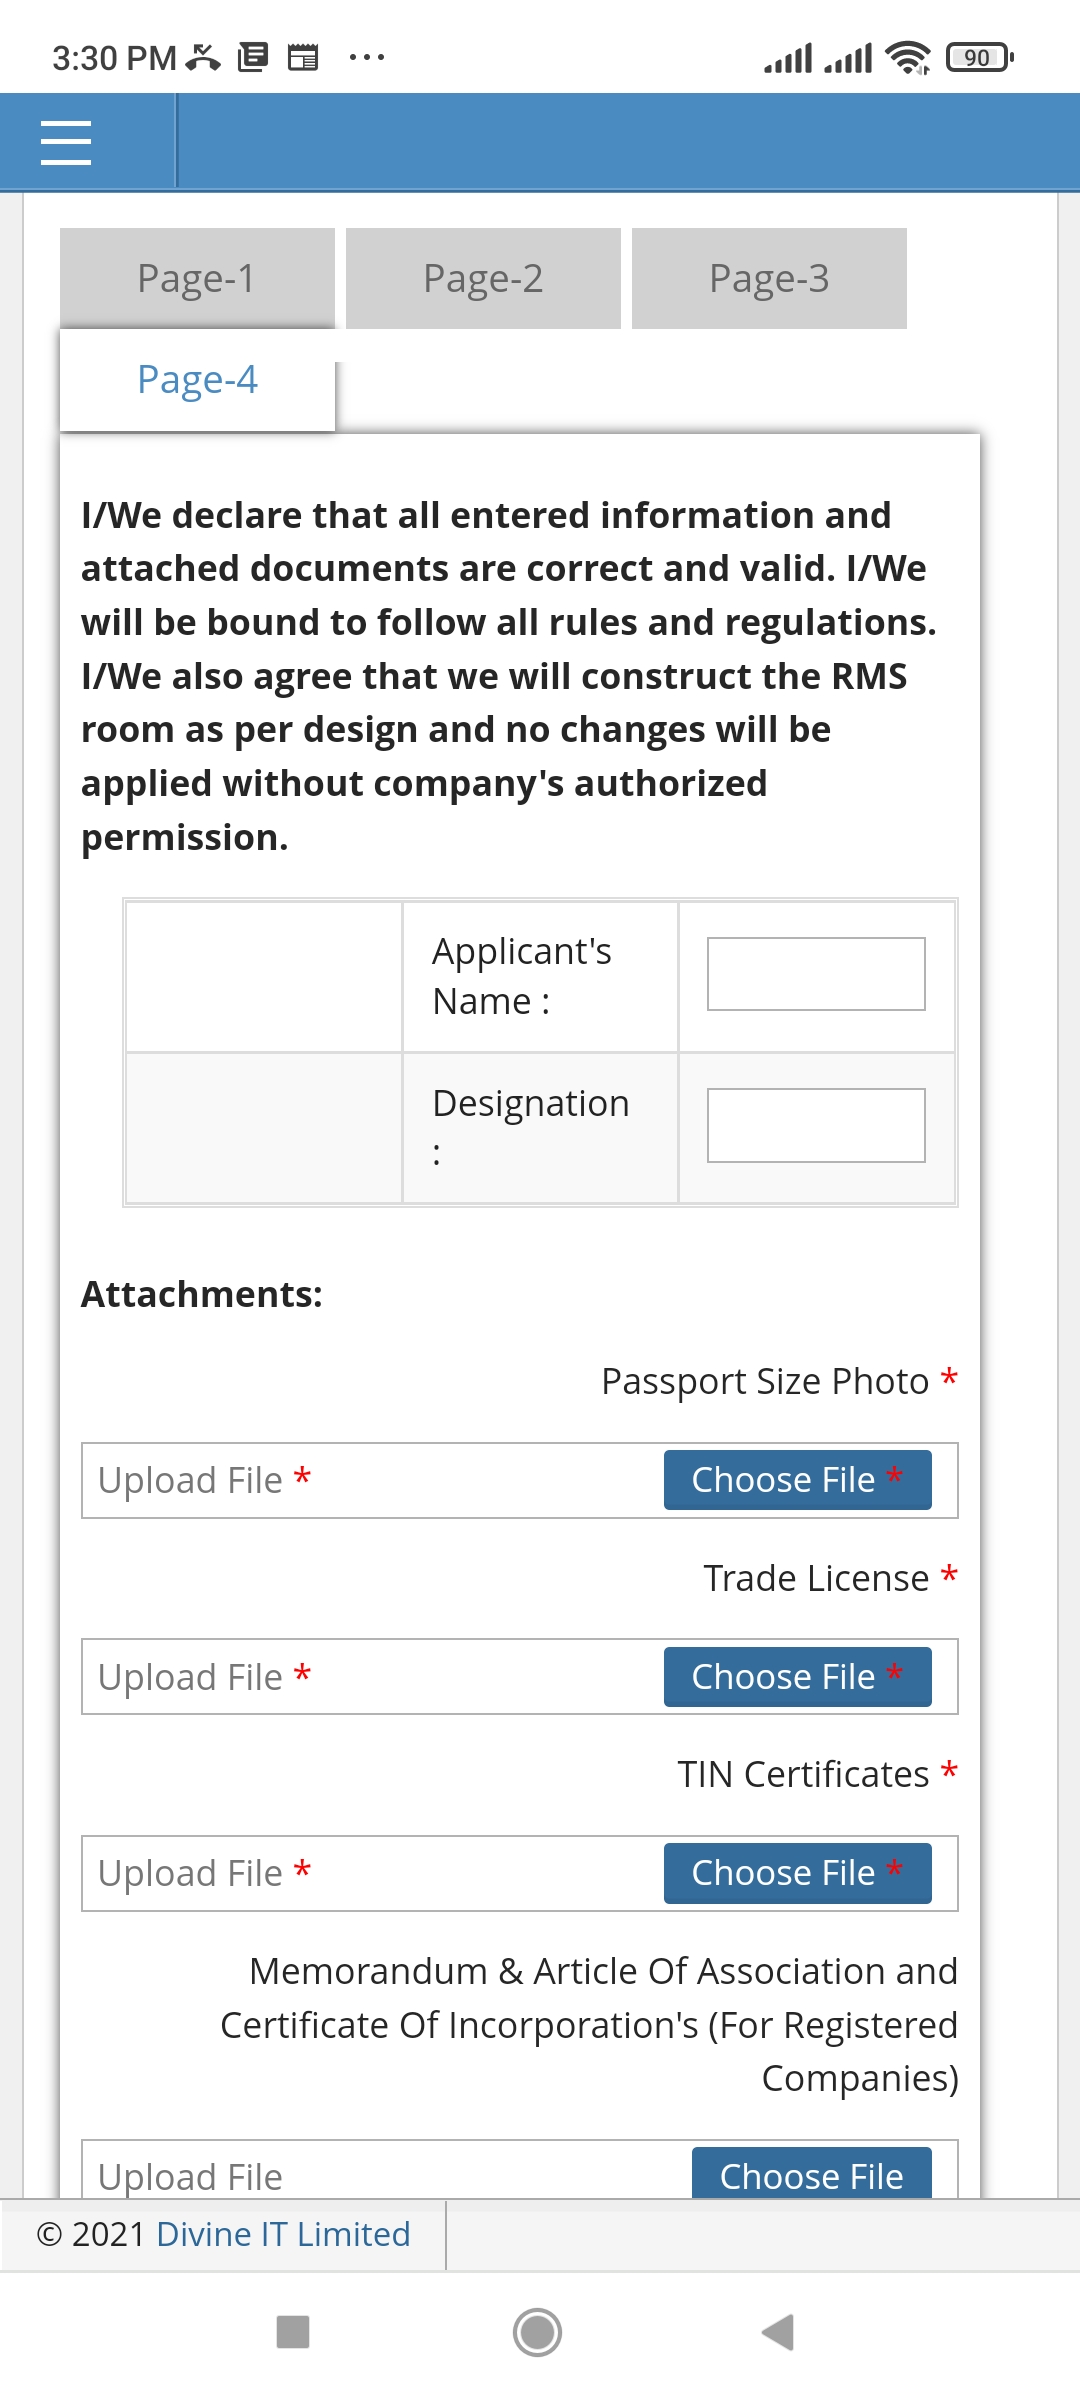 3:30 PM
90
Page-1
Page-2
Page-3
Page-4
I/We declare that all entered information and
attached documents are correct and valid. I/We
will be bound to follow all rules and regulations.
I/We also agree that we will construct the RMS
room as per design and no changes will be
applied without company's authorized
permission.
Applicant's
Name :
Designation
:
Attachments:
Passport Size Photo *
Upload File *
Choose File *
Trade License *
Upload File *
Choose File *
TIN Certificates *
Upload File *
Choose File *
Memorandum & Article Of Association and
Certificate Of Incorporation's (For Registered
Companies)
Upload File
Choose File
© 2021 Divine IT Limited